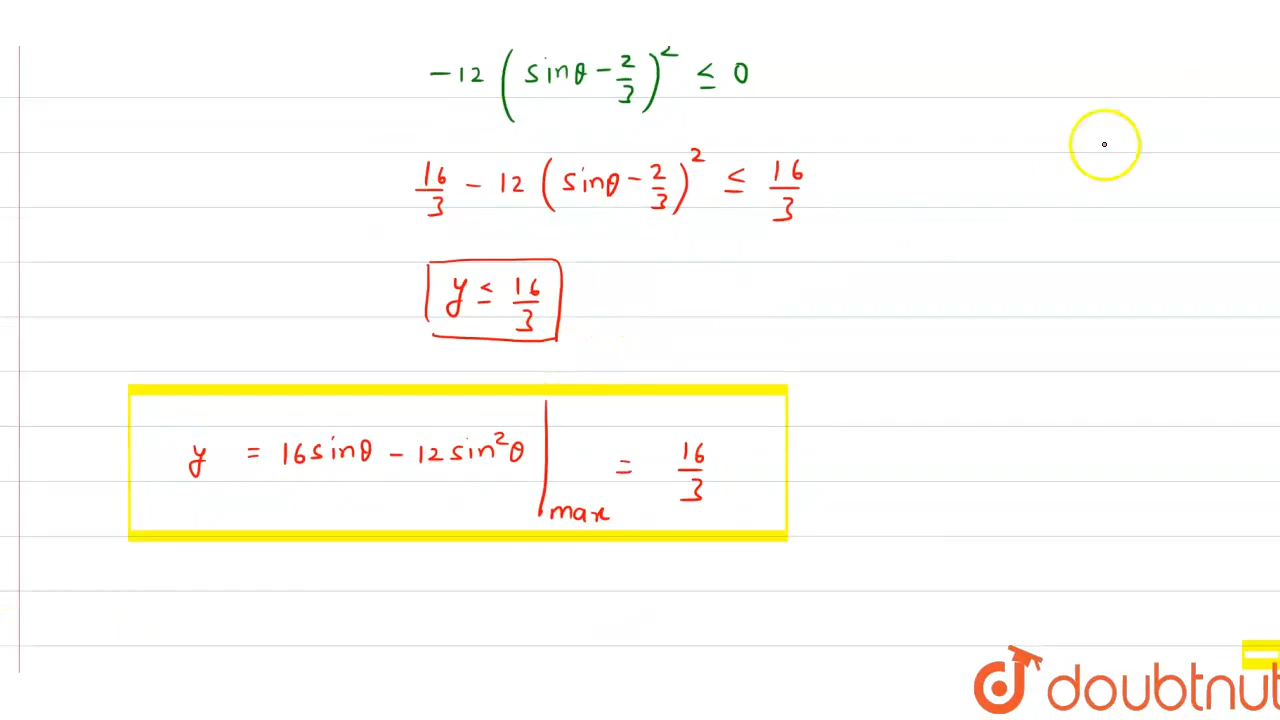 -12 (sinθ - 2/3)² ≤ 0
16/3 - 12 (sinθ - 2/3)² ≤ 16/3
y ≤ 16/3
y = 16sinθ - 12sin²θ |max = 16/3
doubtnut